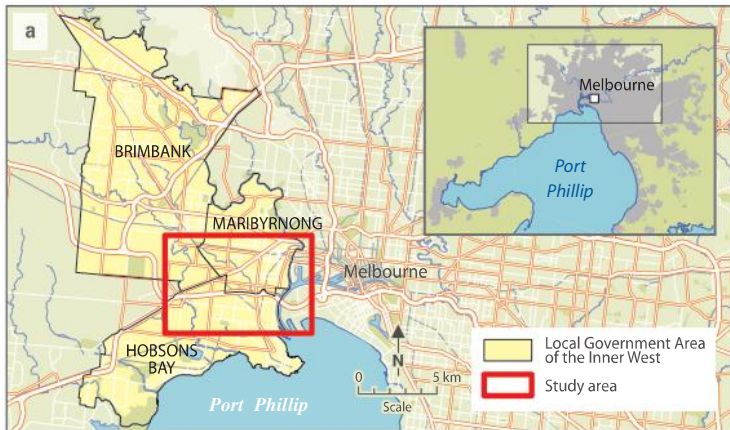 a
Melbourne
Port
Phillip
BRIMBANK
MARIBYRNONG
Melbourne
HOBSONS
BAY
Port Phillip
N
0
5 km
Scale
Local Government Area
of the Inner West
Study area